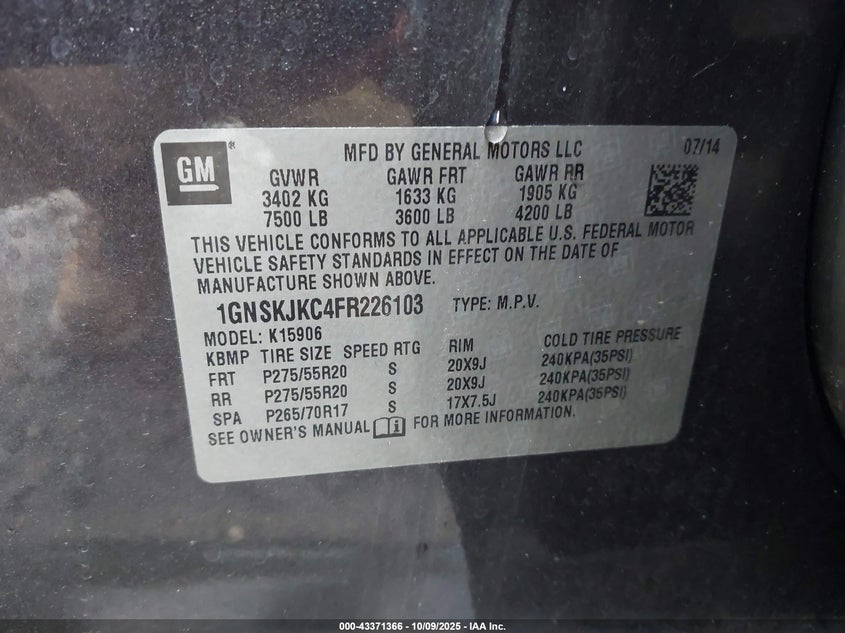 GM
MFD BY GENERAL MOTORS LLC 07/14
GVWR GAWR FRT GAWR RR
3402 KG 1633 KG 1905 KG
7500 LB 3600 LB 4200 LB
THIS VEHICLE CONFORMS TO ALL APPLICABLE U.S. FEDERAL MOTOR
VEHICLE SAFETY STANDARDS IN EFFECT ON THE DATE OF
MANUFACTURE SHOWN ABOVE.
1GNSKJKC4FR226103 TYPE: M.P.V.
MODEL: K15906
KBMP TIRE SIZE SPEED RTG RIM COLD TIRE PRESSURE
FRT P275/55R20 S 20X9J 240KPA(35PSI)
RR P275/55R20 S 20X9J 240KPA(35PSI)
SPA P265/70R17 S 17X7.5J 240KPA(35PSI)
SEE OWNER'S MANUAL i FOR MORE INFORMATION.
000-43371366 - 10/09/2025 - IAA Inc.